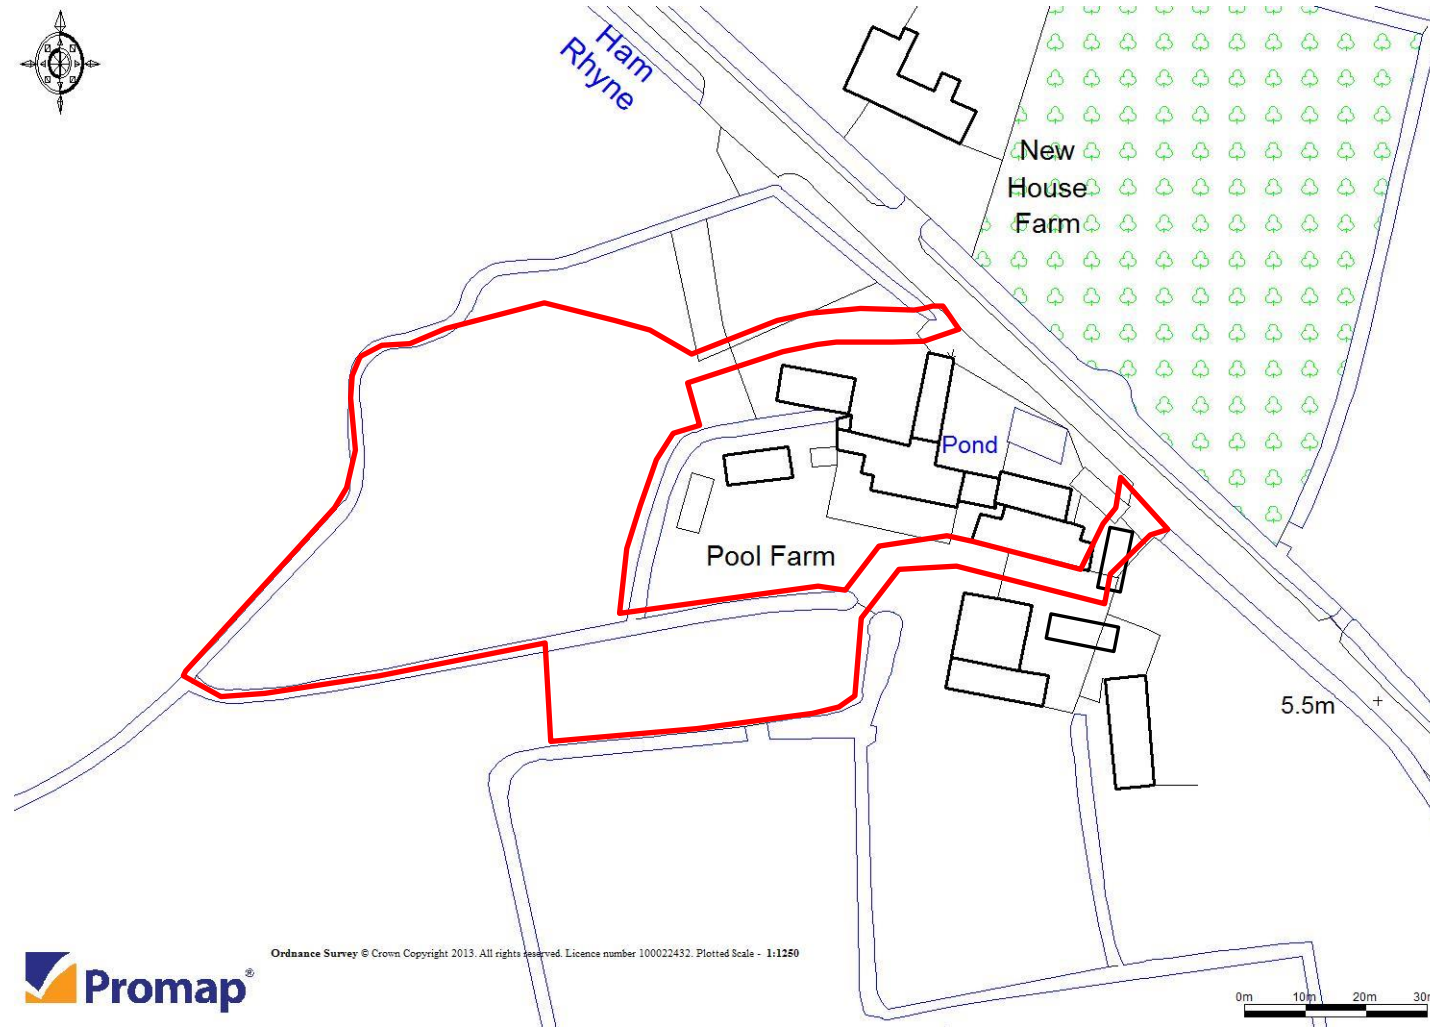 Ham
Rhyne
New
House
Farm
Pond
Pool Farm
5.5m
Ordnance Survey © Crown Copyright 2013. All rights reserved. Licence number 100022432. Plotted Scale - 1:1250
Promap®
0m 10m 20m 30m